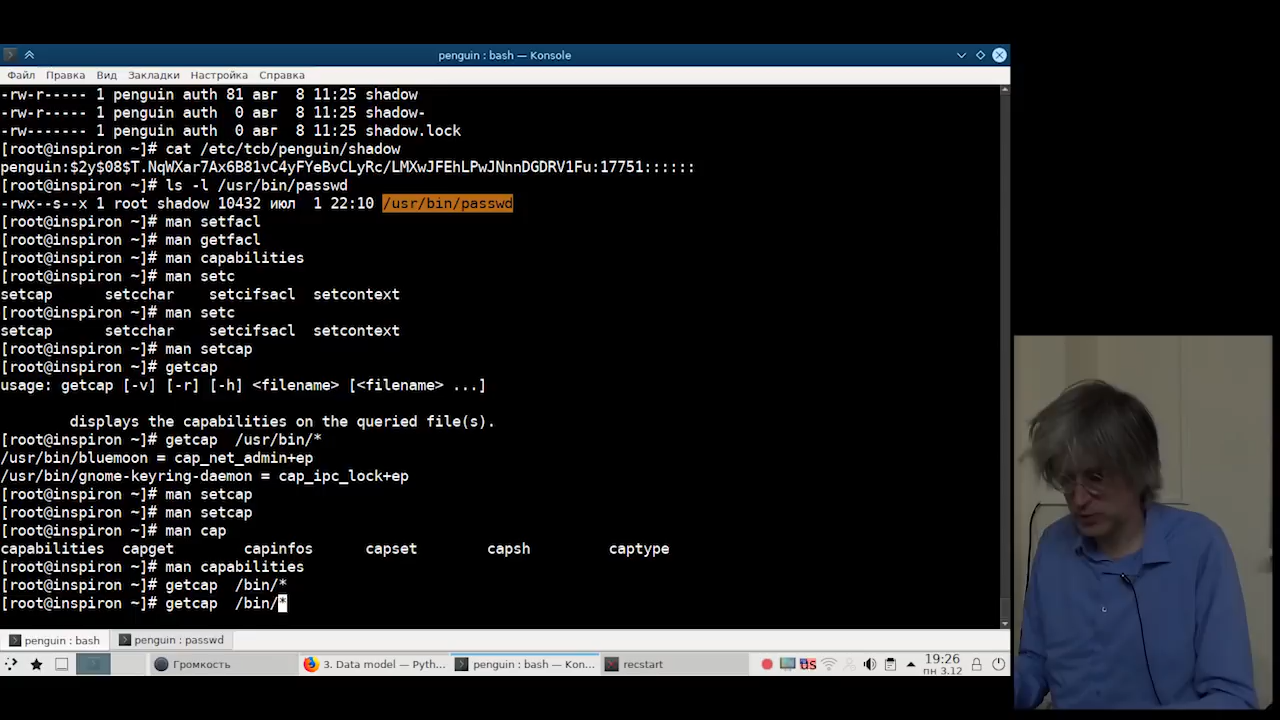 penguin : bash — Konsole
Файл Правка Вид Закладки Настройка Справка
-rw-r----- 1 penguin auth 81 авг  8 11:25 shadow
-rw-r----- 1 penguin auth  0 авг  8 11:25 shadow-
-rw------- 1 penguin auth  0 авг  8 11:25 shadow.lock
[root@inspiron ~]# cat /etc/tcb/penguin/shadow
penguin:$2y$08$T.NqWXar7Ax6B81vC4yFYeBvCLyRc/LMXwJFEhLPwJNnnDGDRV1Fu:17751::::::
[root@inspiron ~]# ls -l /usr/bin/passwd
-rwx--s--x 1 root shadow 10432 июл  1 22:10 /usr/bin/passwd
[root@inspiron ~]# man setfacl
[root@inspiron ~]# man getfacl
[root@inspiron ~]# man capabilities
[root@inspiron ~]# man setc
setcap      setcchar    setcifsacl  setcontext
[root@inspiron ~]# man setc
setcap      setcchar    setcifsacl  setcontext
[root@inspiron ~]# man setcap
[root@inspiron ~]# getcap
usage: getcap [-v] [-r] [-h] <filename> [<filename> ...]
displays the capabilities on the queried file(s).
[root@inspiron ~]# getcap  /usr/bin/*
/usr/bin/bluemoon = cap_net_admin+ep
/usr/bin/gnome-keyring-daemon = cap_ipc_lock+ep
[root@inspiron ~]# man setcap
[root@inspiron ~]# man setcap
[root@inspiron ~]# man cap
capabilities  capget        capinfos      capset        capsh         captype
[root@inspiron ~]# man capabilities
[root@inspiron ~]# getcap  /bin/*
[root@inspiron ~]# getcap  /bin/*
penguin : bash penguin : passwd
Громкость 3. Data model — Pyth... penguin : bash — Kon... recstart US 19:26
пн 3.12